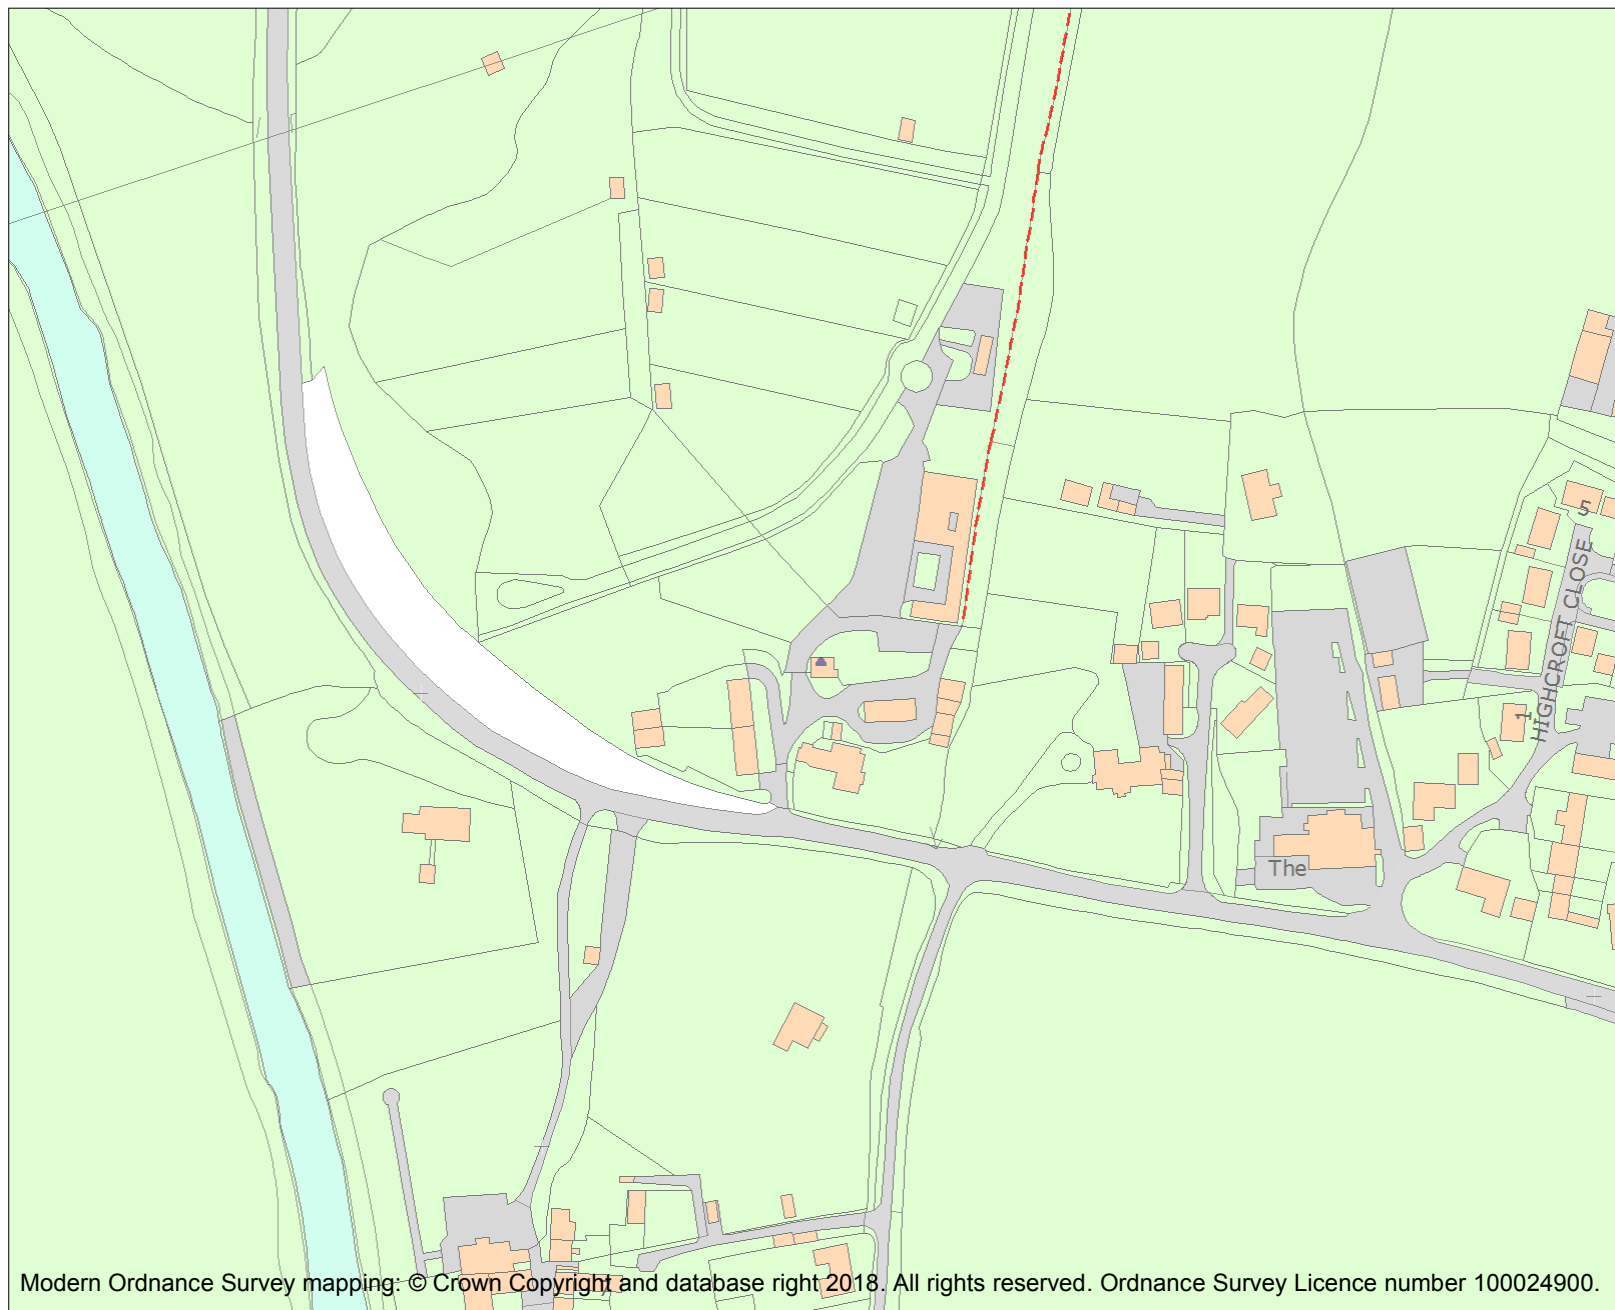 5
HIGHCROFT CLOSE
1
The
Modern Ordnance Survey mapping: © Crown Copyright and database right 2018. All rights reserved. Ordnance Survey Licence number 100024900.